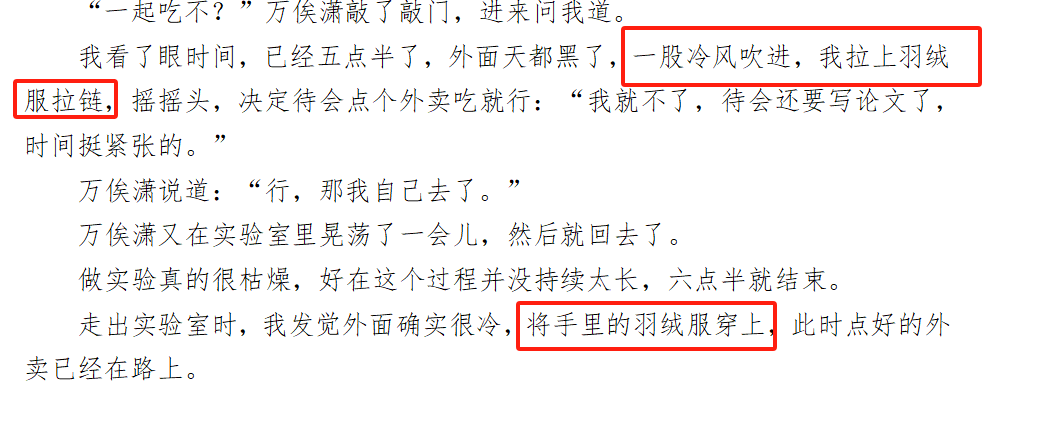 “一起吃不？”万俟潇敲了敲门，进来问我道。
我看了眼时间，已经五点半了，外面天都黑了，一股冷风吹进，我拉上羽绒
服拉链，摇摇头，决定待会点个外卖吃就行：“我就不了，待会还要写论文了，
时间挺紧张的。”
万俟潇说道：“行，那我自己去了。”
万俟潇又在实验室里晃荡了一会儿，然后就回去了。
做实验真的很枯燥，好在这个过程并没持续太长，六点半就结束。
走出实验室时，我发觉外面确实很冷，将手里的羽绒服穿上，此时点好的外
卖已经在路上。